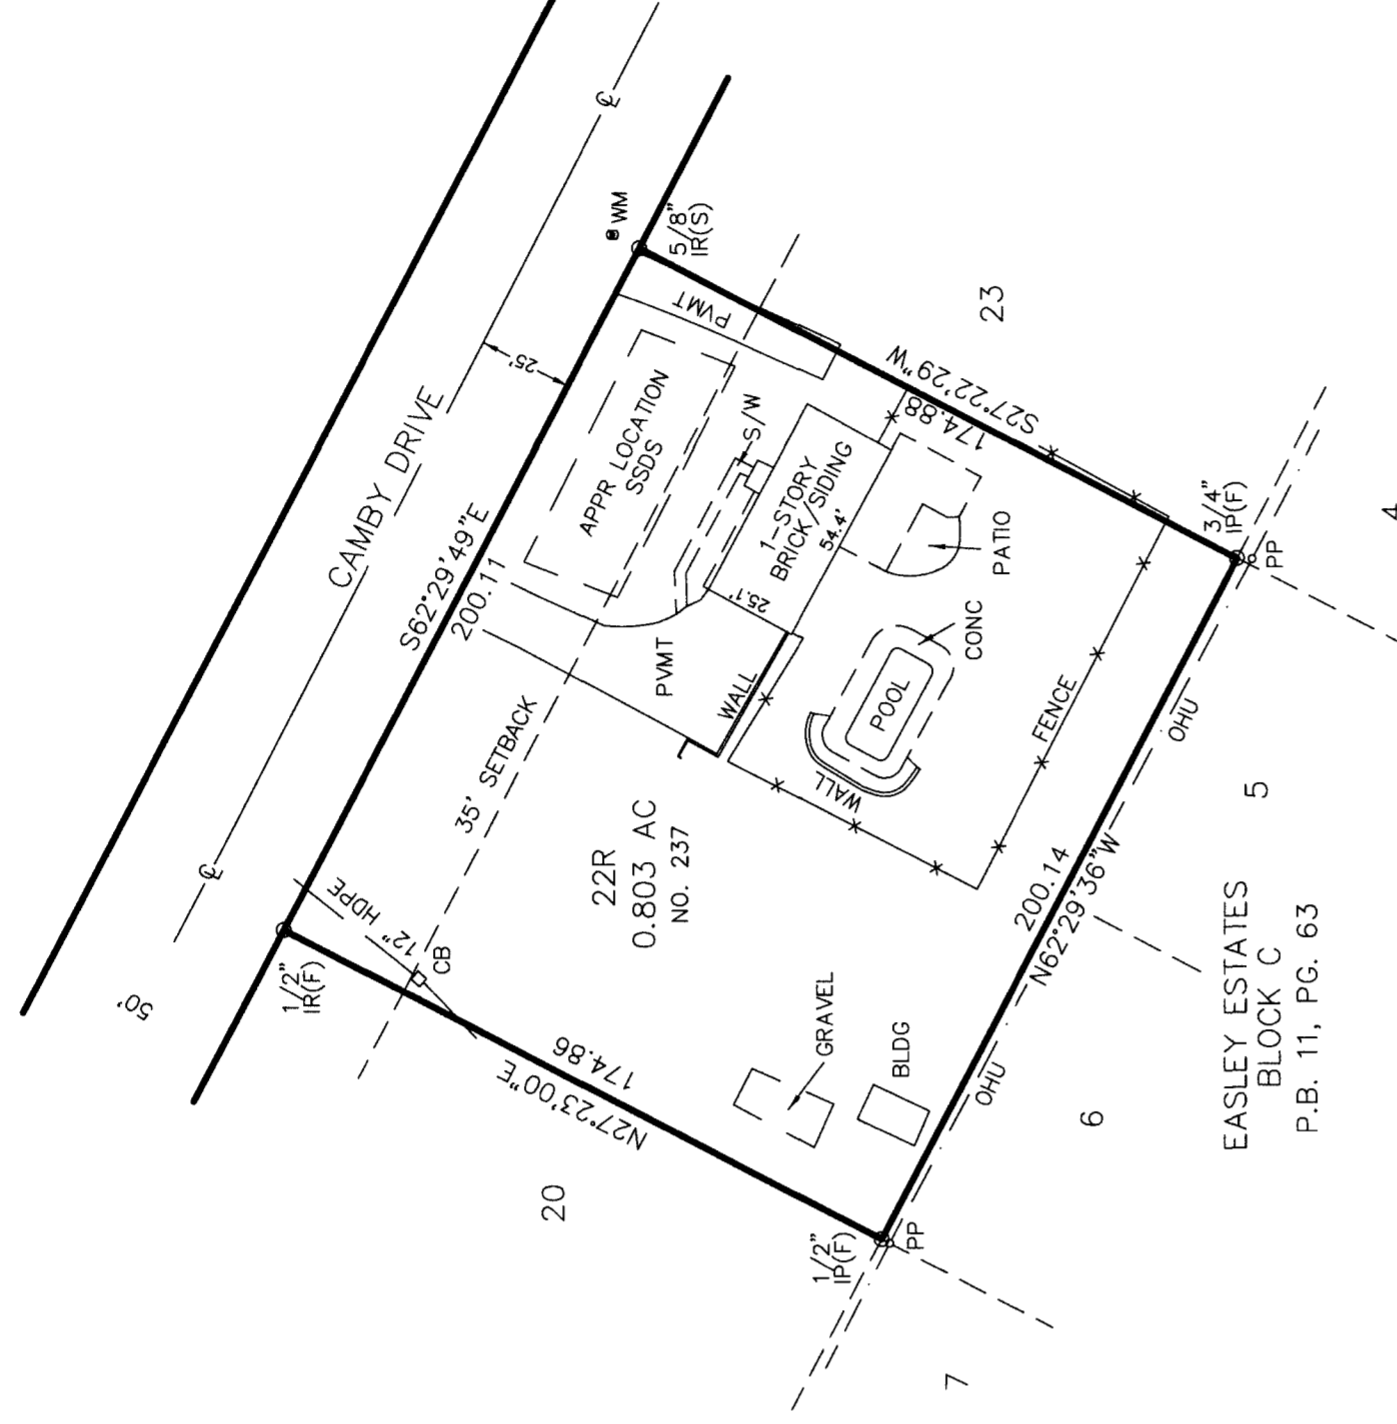 CAMBY DRIVE
℄
℄
50'
25'
WM
5/8"
IR(S)
S62°29'49"E
200.11
PVMT
APPR LOCATION
SSDS
S/W
1-STORY
BRICK/SIDING
54.4'
25.1'
PVMT
WALL
35' SETBACK
12" HDPE
CB
1/2"
IR(F)
S27°22'29"W
174.88
23
PATIO
CONC
POOL
WALL
FENCE
22R
0.803 AC
NO. 237
N27°23'00"E
174.86
20
GRAVEL
BLDG
3/4"
IP(F)
PP
4
OHU
200.14
N62°29'36"W
OHU
5
6
1/2"
IP(F)
PP
7
EASLEY ESTATES
BLOCK C
P.B. 11, PG. 63